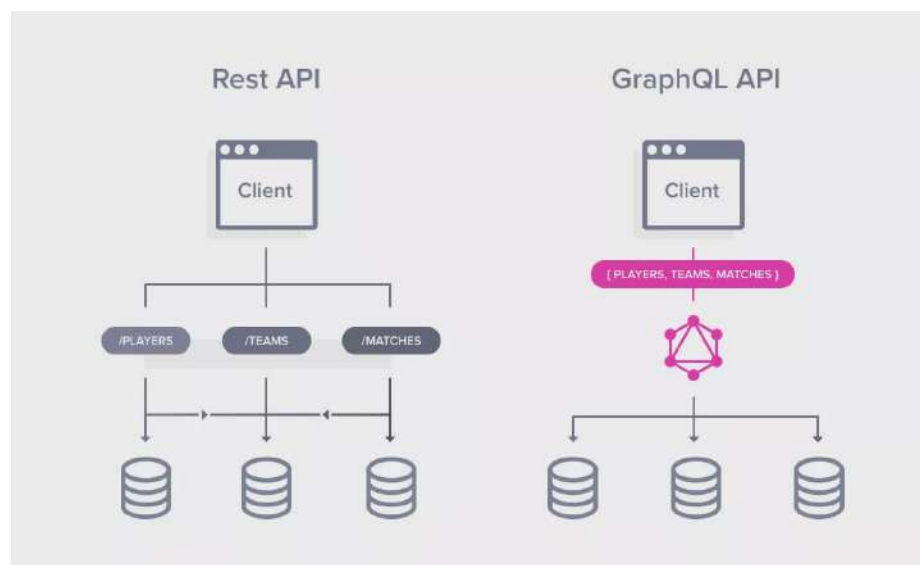 Rest API
GraphQL API
Client
Client
{ PLAYERS, TEAMS, MATCHES }
/PLAYERS
/TEAMS
/MATCHES